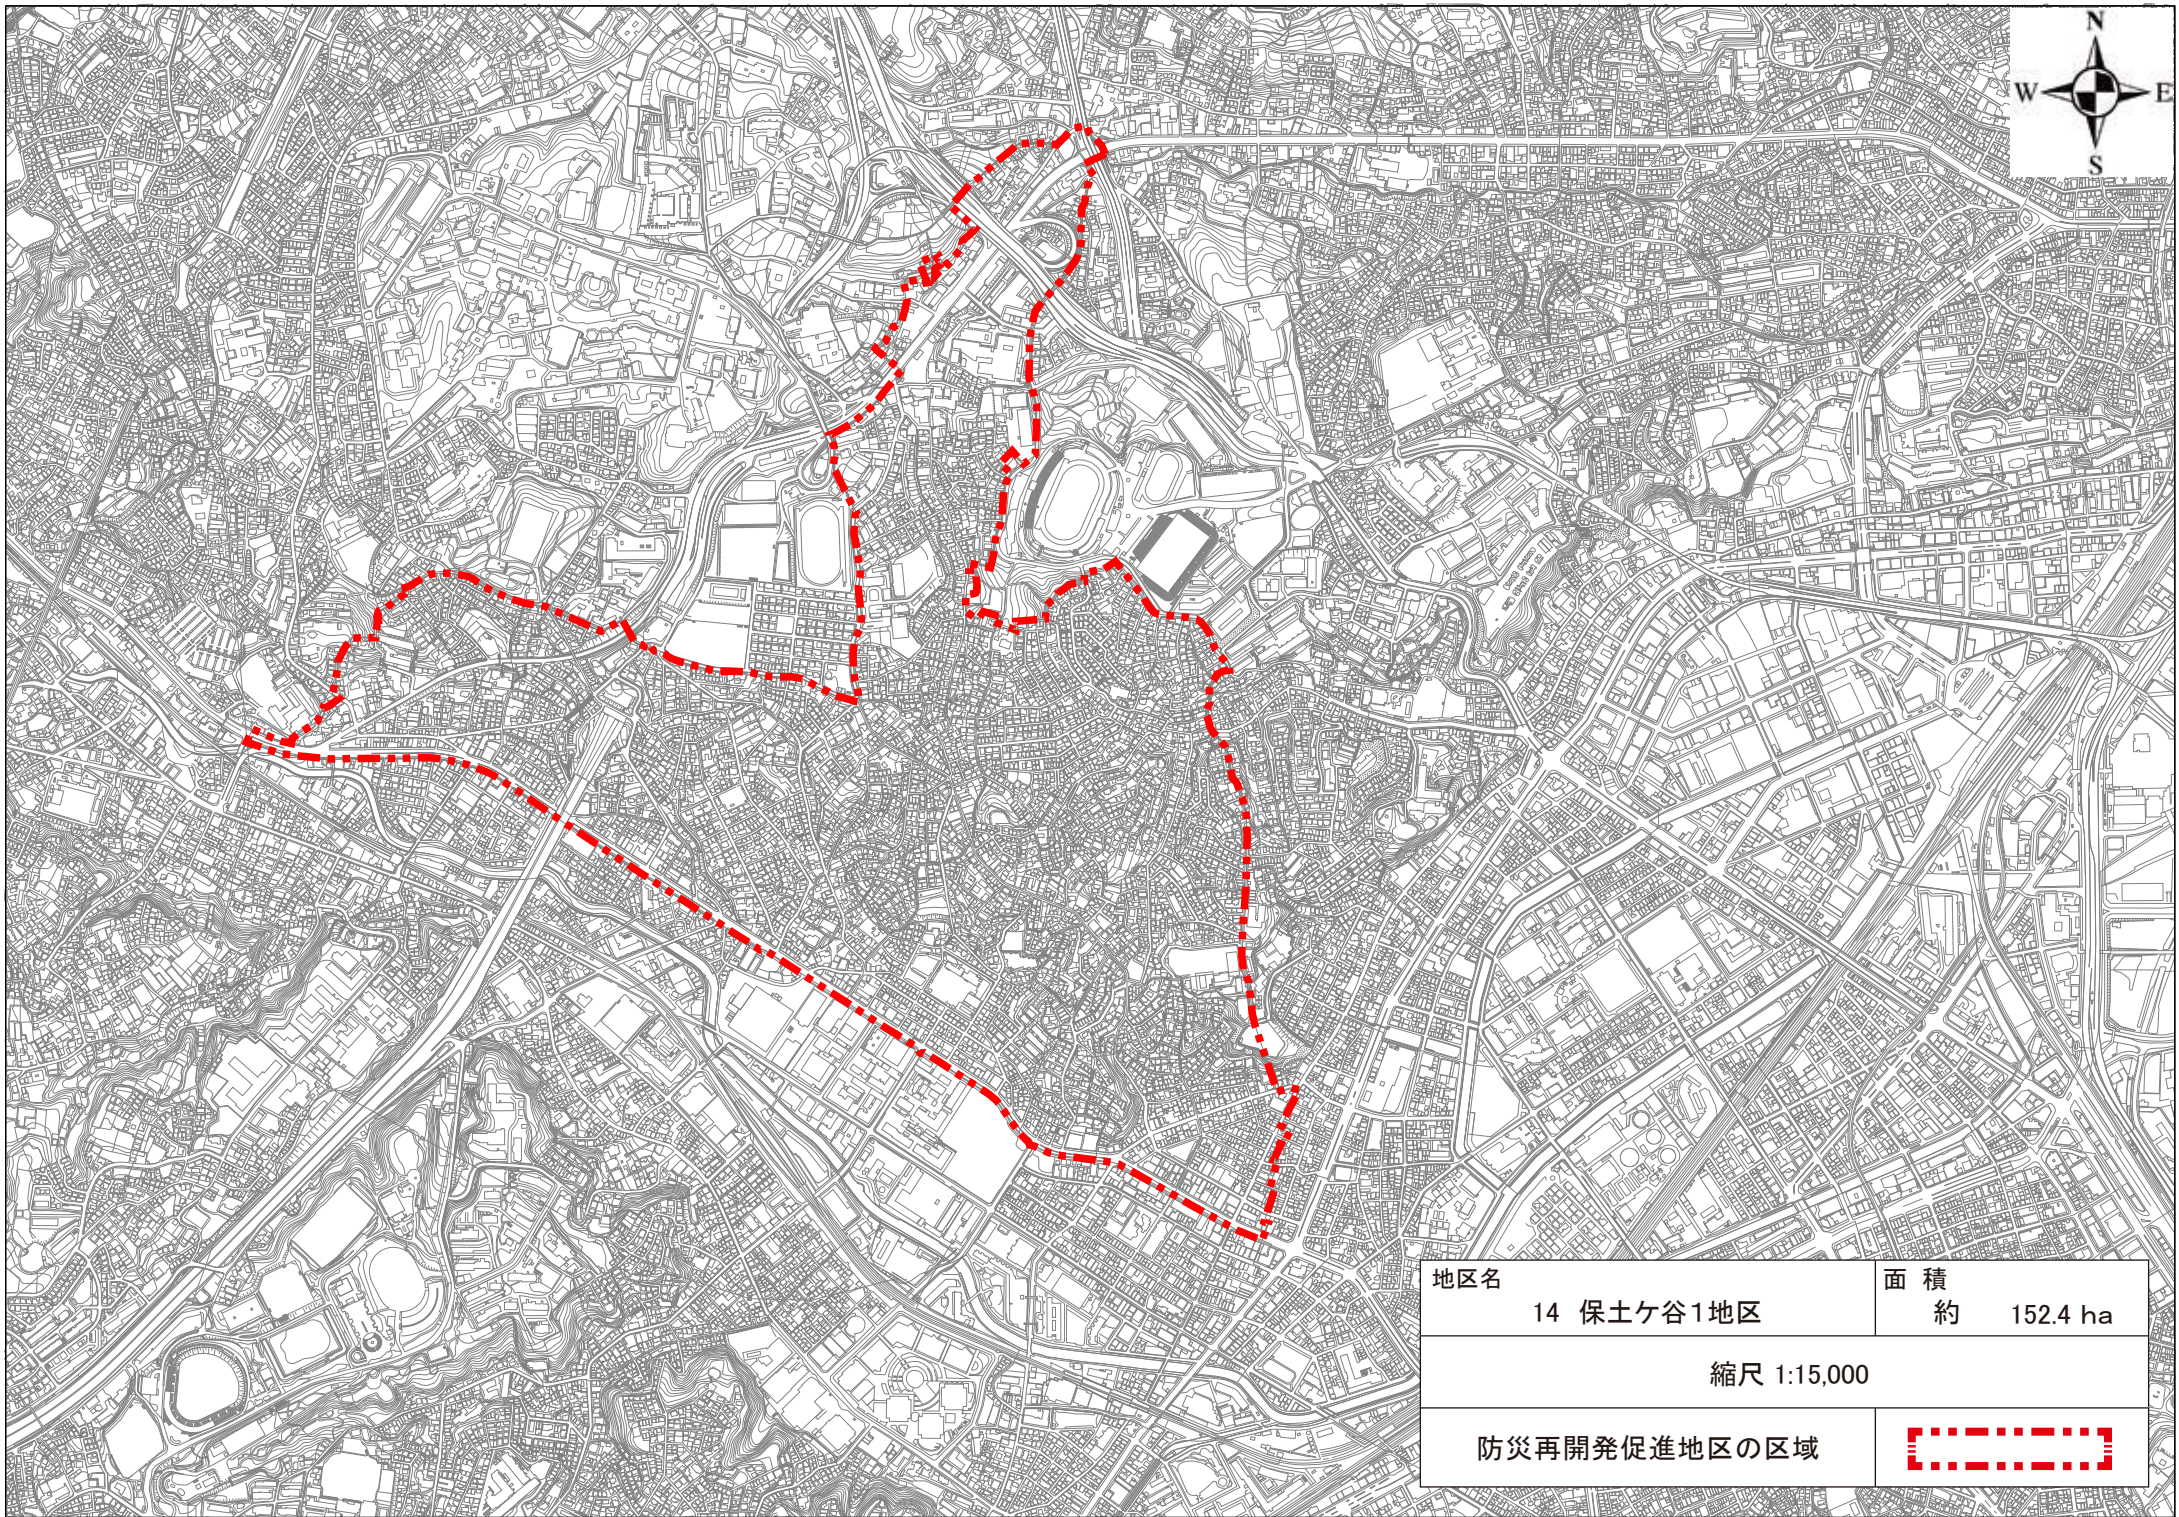 N
W E
S
地区名
14 保土ケ谷1地区
面 積
約 152.4 ha
縮尺 1:15,000
防災再開発促進地区の区域